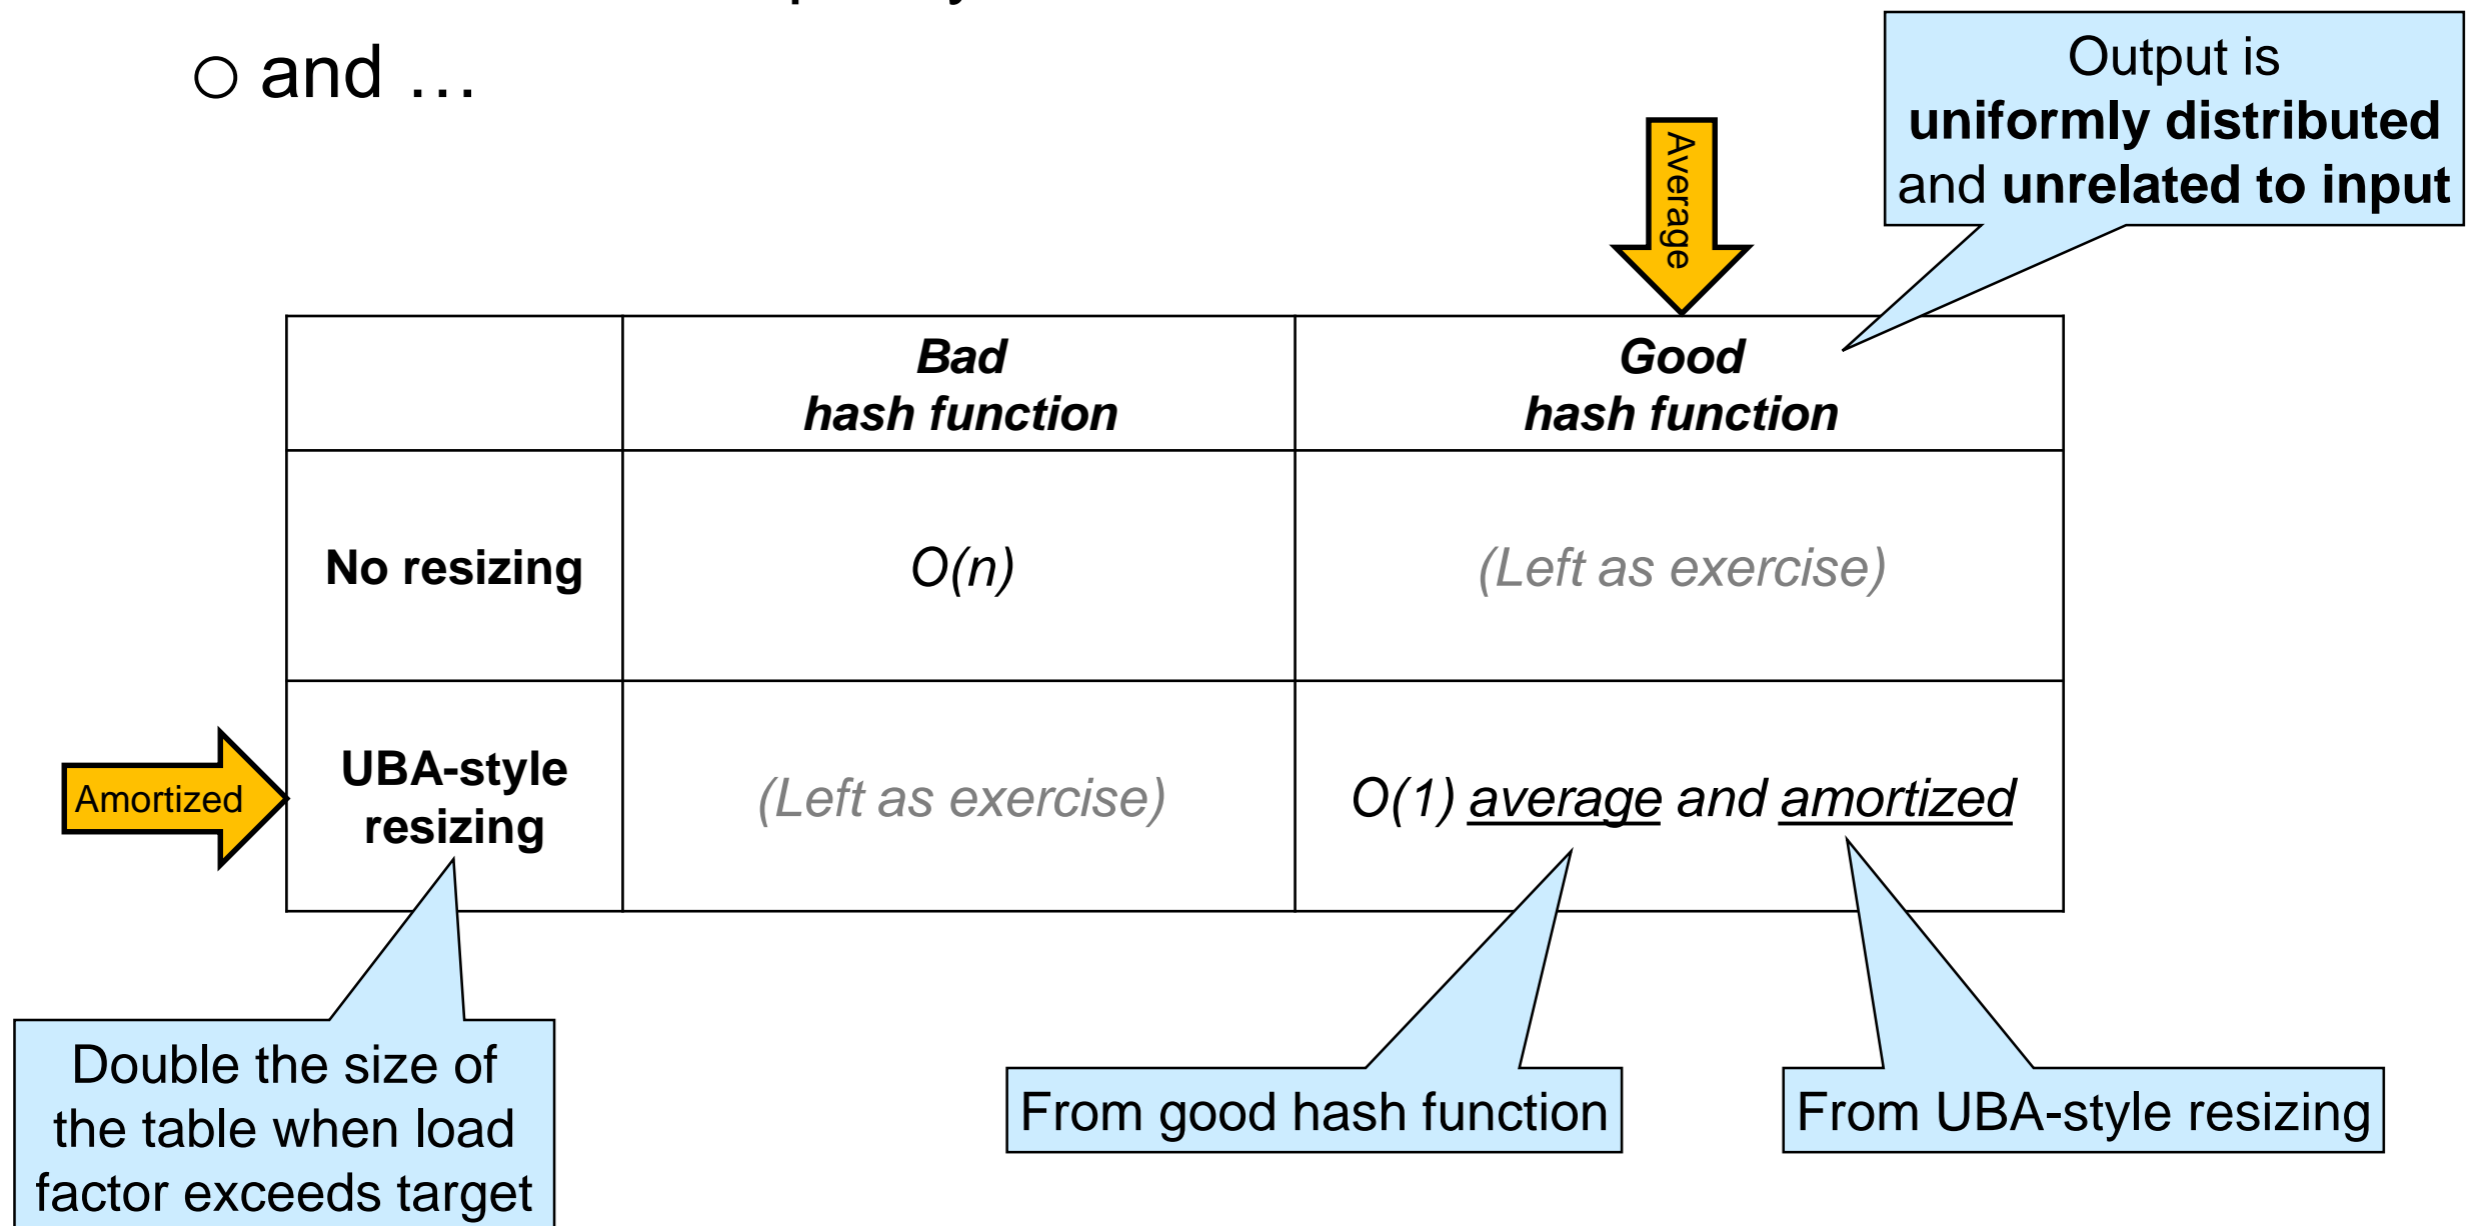 ○ and …
Output is
uniformly distributed
and unrelated to input
Average
Bad
hash function
Good
hash function
No resizing
O(n)
(Left as exercise)
Amortized
UBA-style
resizing
(Left as exercise)
O(1) average and amortized
Double the size of
the table when load
factor exceeds target
From good hash function
From UBA-style resizing